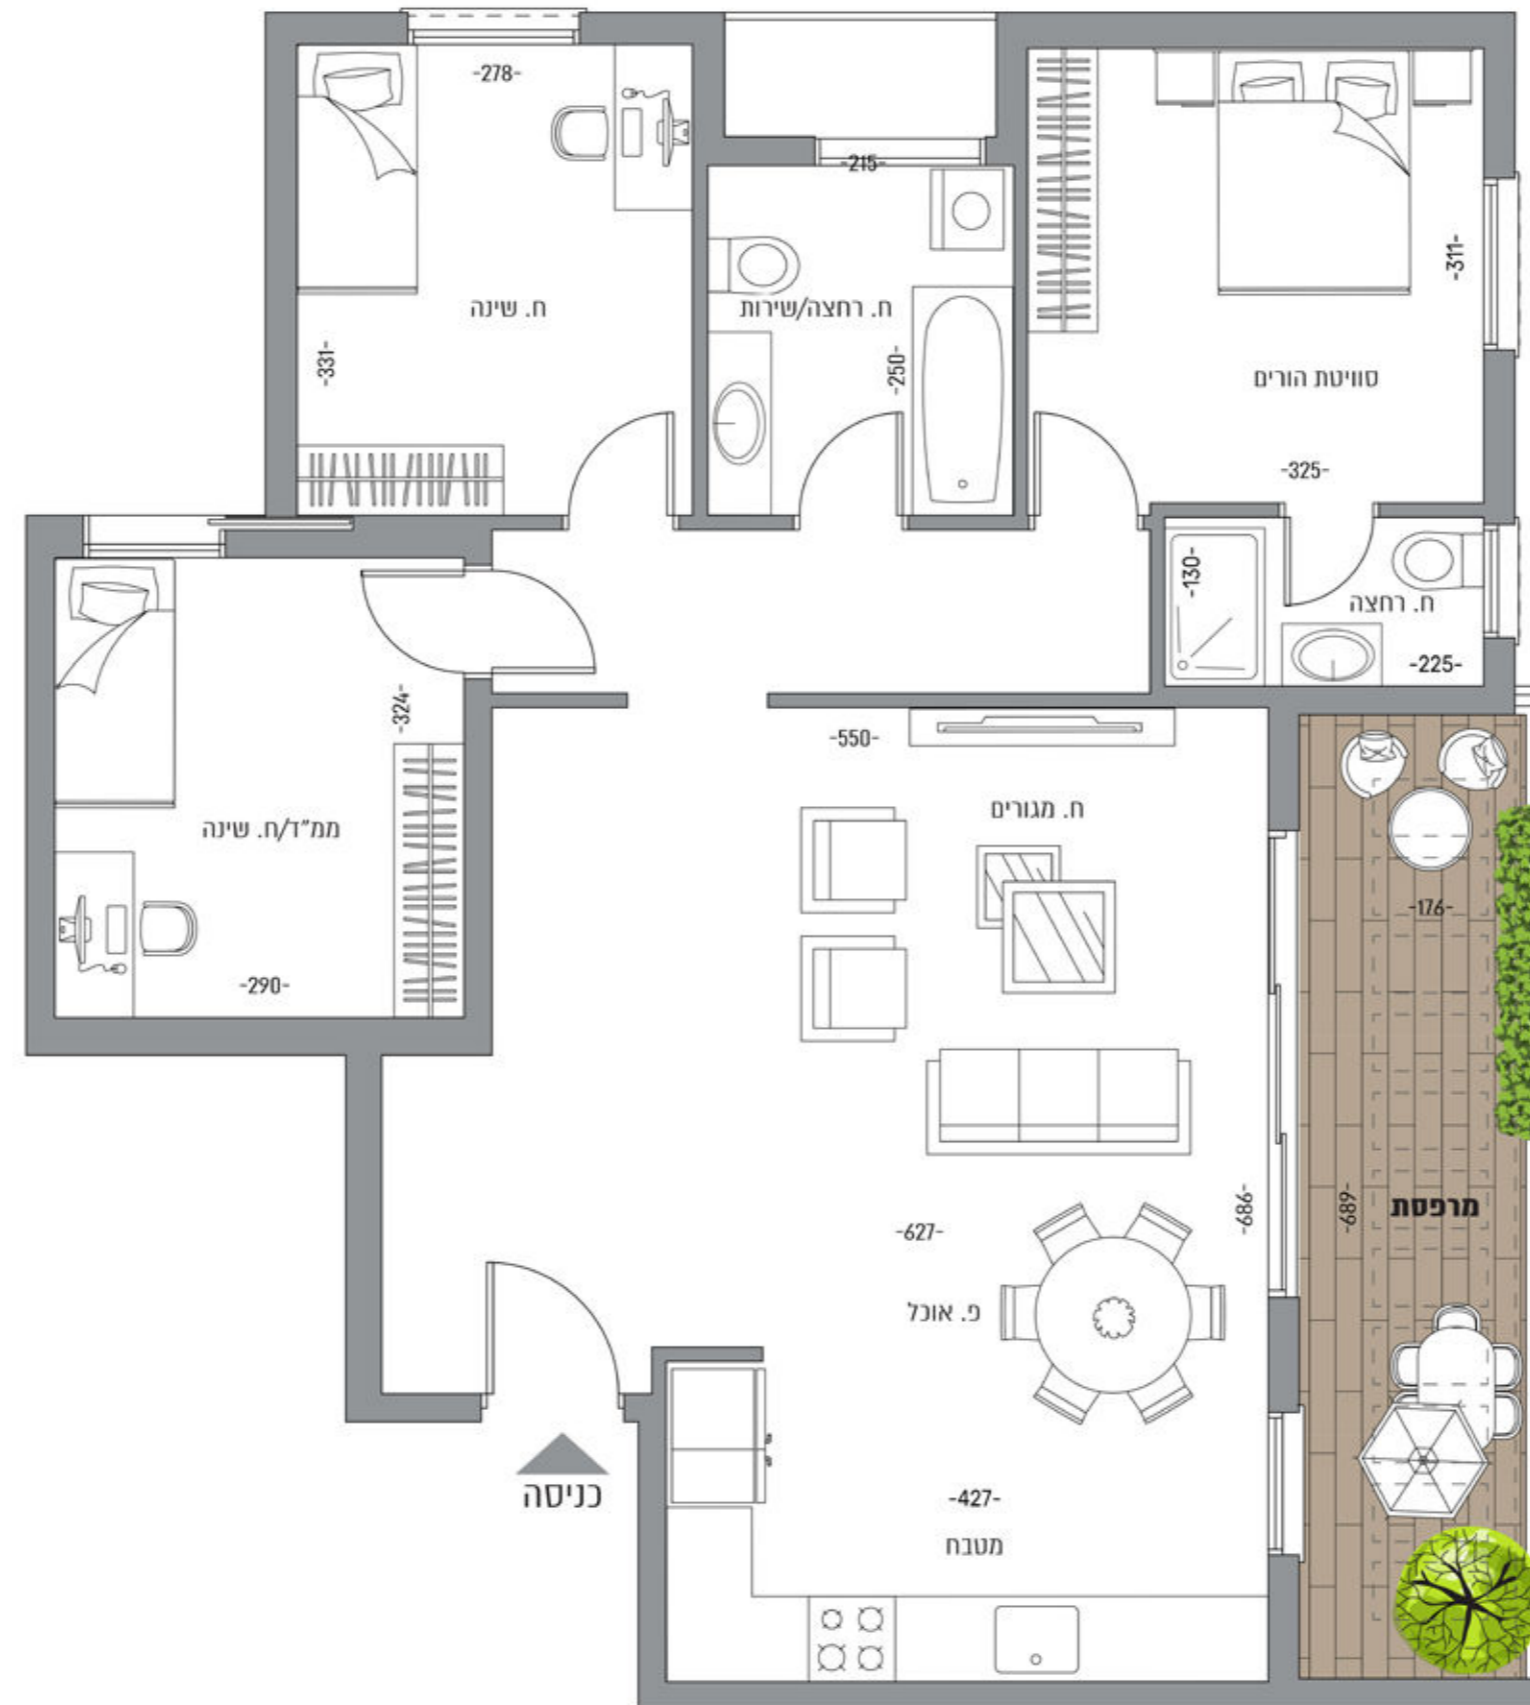 -278-
-215-
-311-
ח. שינה
ח. רחצה/שירות
-331-
-250-
סוויטת הורים
-325-
-130-
ח. רחצה
-225-
-324-
-550-
ח. מגורים
ממ"ד/ח. שינה
-176-
-290-
-686-
-689-
מרפסת
-627-
פ. אוכל
-427-
מטבח
כניסה